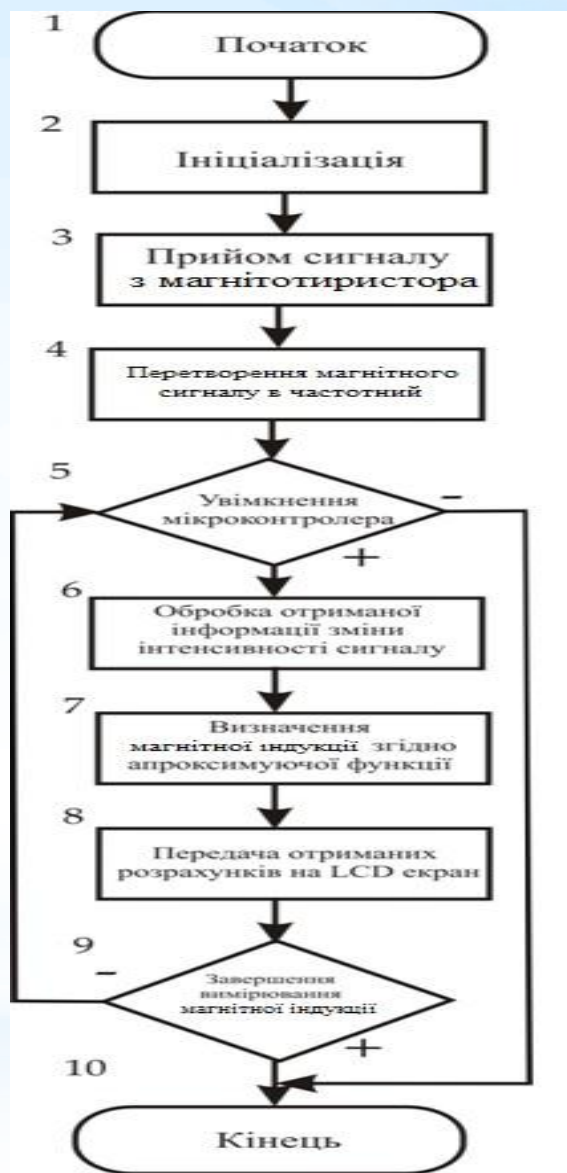 1
Початок
2
Ініціалізація
3
Прийом сигналу
з магнітотиристора
4
Перетворення магнітного
сигналу в частотний
5
Увімкнення
мікроконтролера
-
+
6
Обробка отриманої
інформації зміни
інтенсивності сигналу
7
Визначення
магнітної індукції згідно
апроксимуючої функції
8
Передача отриманих
розрахунків на LCD екран
9
-
Завершення
вимірювання
магнітної індукції
+
10
Кінець